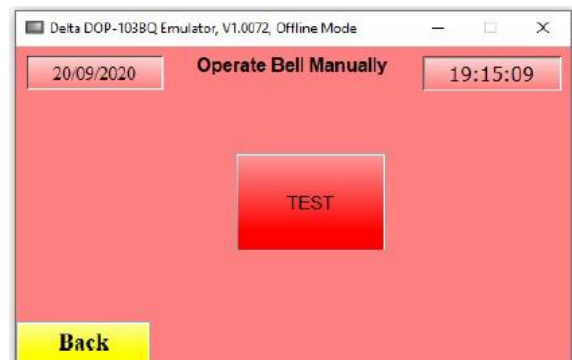 Delta DOP-103BQ Emulator, V1.0072, Offline Mode
20/09/2020 Operate Bell Manually 19:15:09
TEST
Back